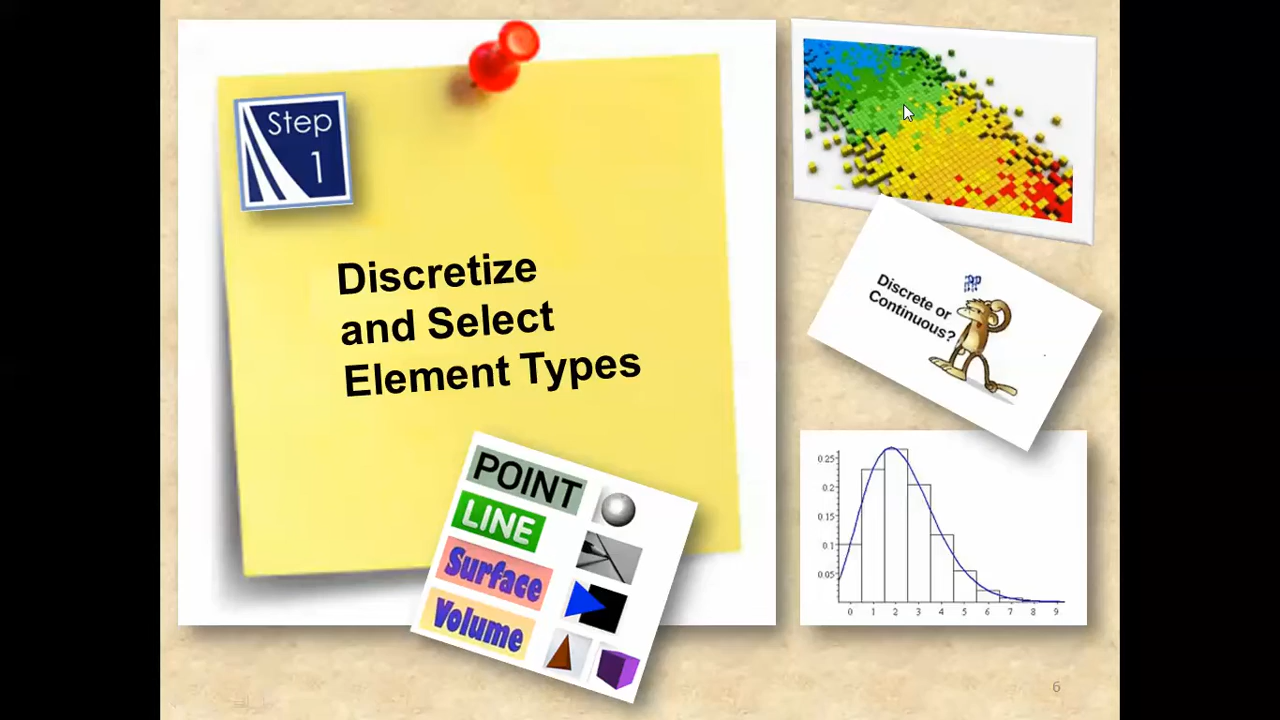 Step
1
Discretize
and Select
Element Types
POINT
LINE
Surface
Volume
Discrete or
Continuous?
0.25
0.2
0.15
0.1
0.05
0 1 2 3 4 5 6 7 8 9
6